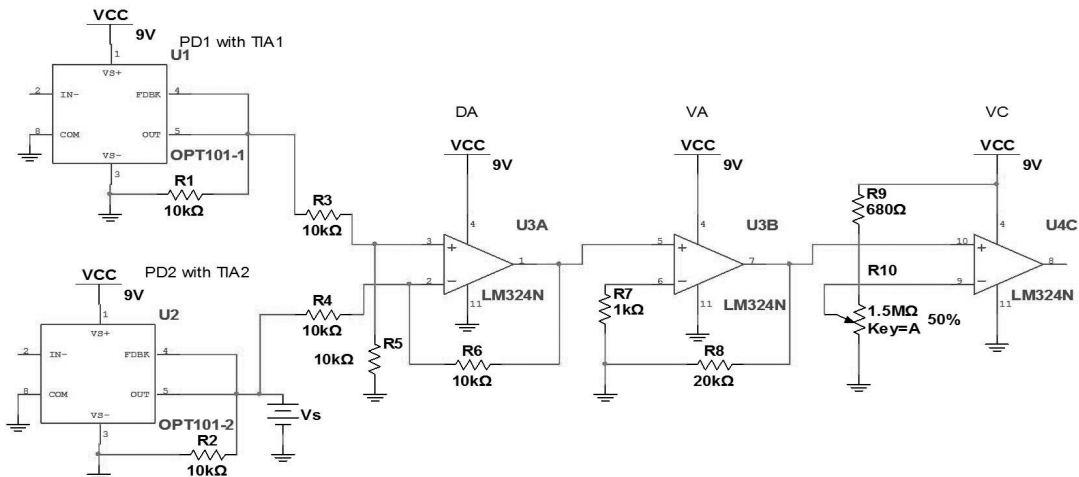 VCC
9V
PD1 with TIA1
U1
1
VS+
2
IN-
FDBK
4
8
COM
OUT
5
VS-
OPT101-1
3
R1
10kΩ
VCC
9V
PD2 with TIA2
U2
1
VS+
2
IN-
FDBK
4
8
COM
OUT
5
VS-
OPT101-2
3
R2
10kΩ
Vs
R3
10kΩ
R4
10kΩ
10kΩ
R5
DA
VCC
9V
4
U3A
3
2
1
11
LM324N
R6
10kΩ
VA
VCC
9V
4
U3B
5
6
7
11
LM324N
R7
1kΩ
R8
20kΩ
VC
VCC
9V
R9
680Ω
4
U4C
10
9
8
11
LM324N
R10
1.5MΩ
50%
Key=A